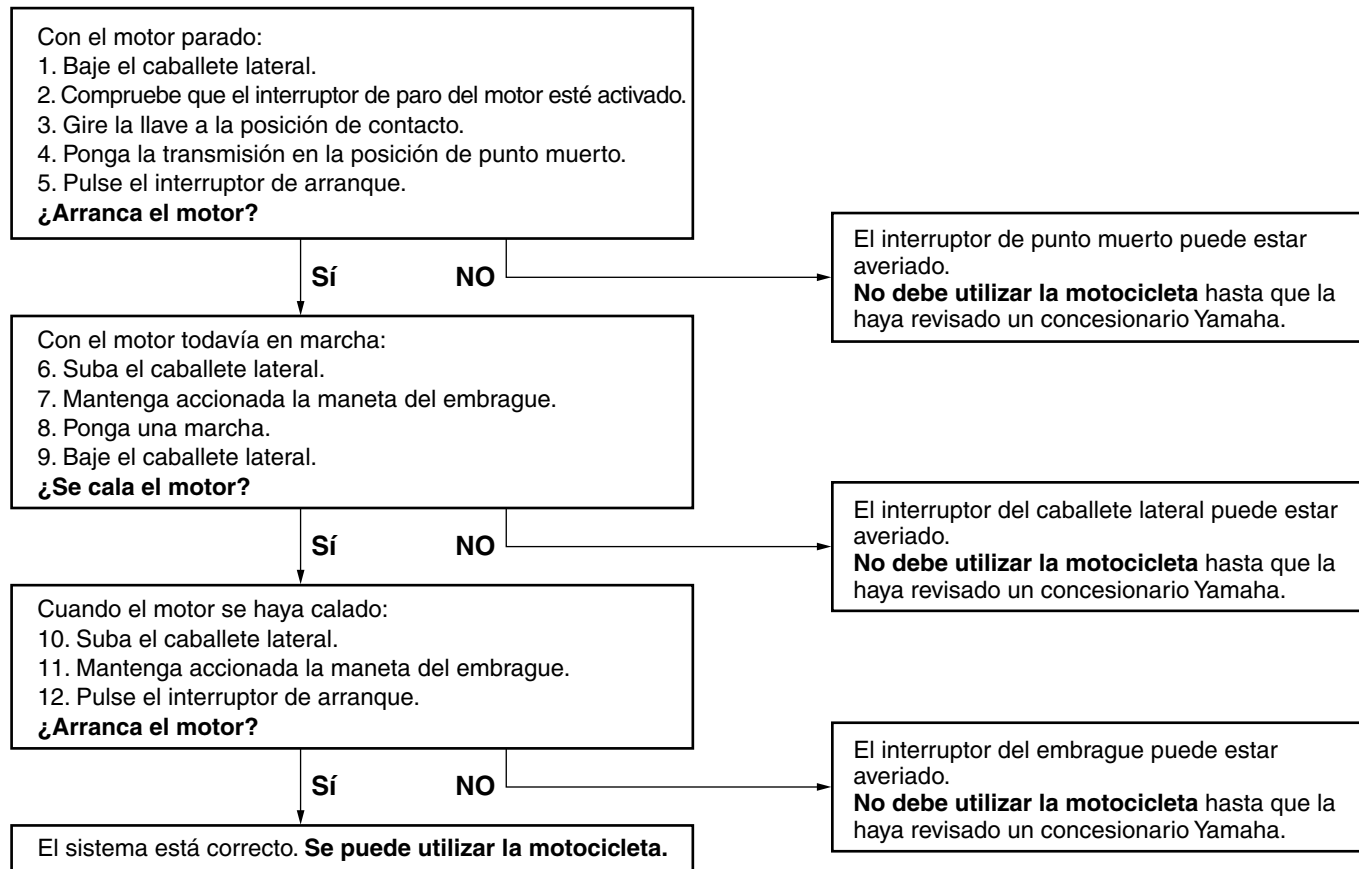 Con el motor parado:
1. Baje el caballete lateral.
2. Compruebe que el interruptor de paro del motor esté activado.
3. Gire la llave a la posición de contacto.
4. Ponga la transmisión en la posición de punto muerto.
5. Pulse el interruptor de arranque.
¿Arranca el motor?
Sí
NO
El interruptor de punto muerto puede estar
averiado.
No debe utilizar la motocicleta hasta que la
haya revisado un concesionario Yamaha.
Con el motor todavía en marcha:
6. Suba el caballete lateral.
7. Mantenga accionada la maneta del embrague.
8. Ponga una marcha.
9. Baje el caballete lateral.
¿Se cala el motor?
Sí
NO
El interruptor del caballete lateral puede estar
averiado.
No debe utilizar la motocicleta hasta que la
haya revisado un concesionario Yamaha.
Cuando el motor se haya calado:
10. Suba el caballete lateral.
11. Mantenga accionada la maneta del embrague.
12. Pulse el interruptor de arranque.
¿Arranca el motor?
Sí
NO
El interruptor del embrague puede estar
averiado.
No debe utilizar la motocicleta hasta que la
haya revisado un concesionario Yamaha.
El sistema está correcto. Se puede utilizar la motocicleta.